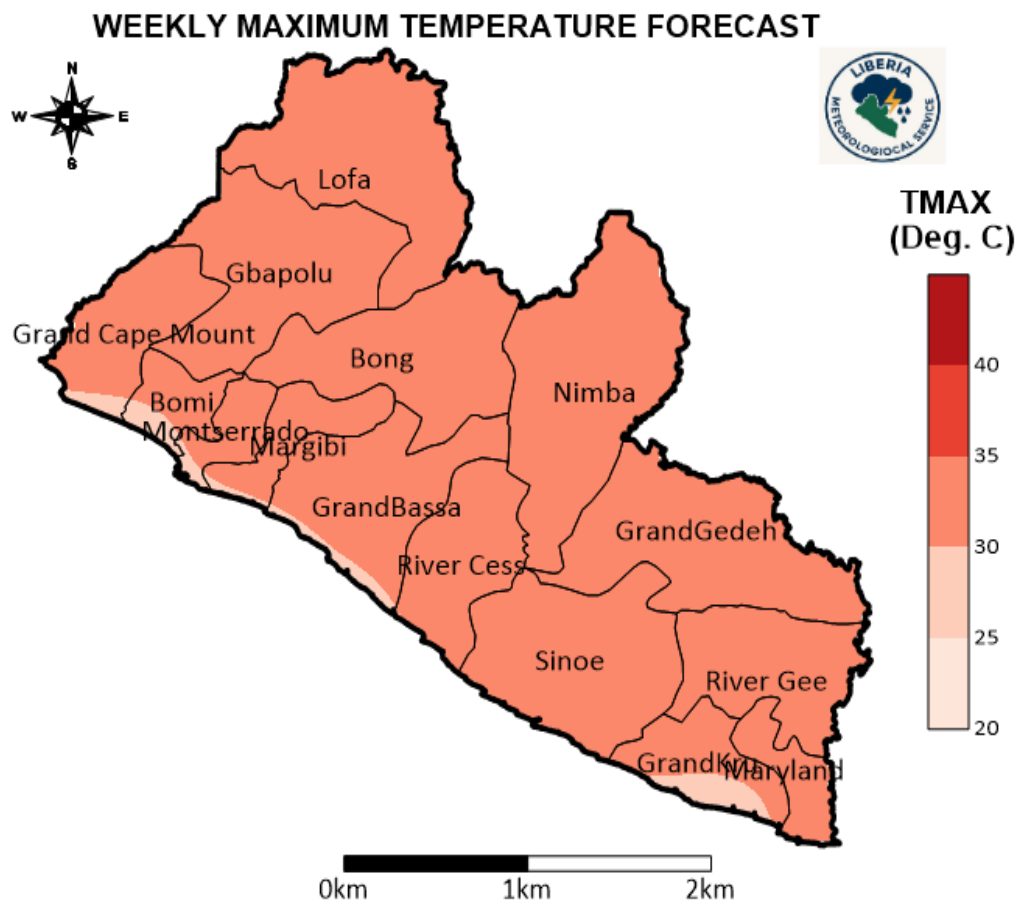 WEEKLY MAXIMUM TEMPERATURE FORECAST
N
W E
S
LIBERIA
METEOROLOGIOCAL SERVICE
TMAX
(Deg. C)
40
35
30
25
20
Lofa
Gbapolu
Grand Cape Mount
Bong
Nimba
Bomi
Montserrado
Margibi
GrandBassa
GrandGedeh
River Cess
Sinoe
River Gee
GrandKru
Maryland
0km 1km 2km